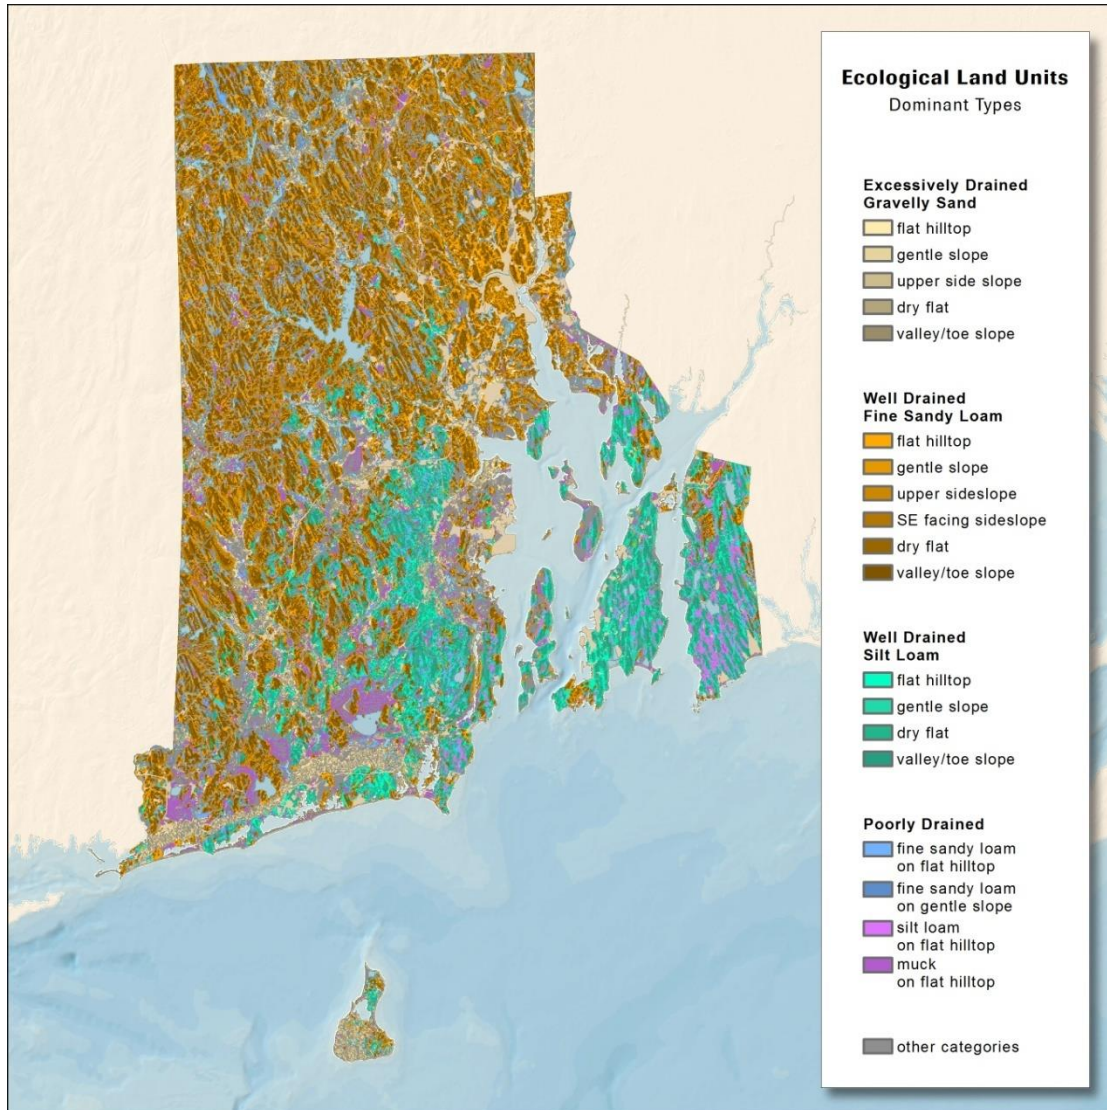 Ecological Land Units
Dominant Types
Excessively Drained
Gravelly Sand
flat hilltop
gentle slope
upper side slope
dry flat
valley/toe slope
Well Drained
Fine Sandy Loam
flat hilltop
gentle slope
upper sideslope
SE facing sideslope
dry flat
valley/toe slope
Well Drained
Silt Loam
flat hilltop
gentle slope
dry flat
valley/toe slope
Poorly Drained
fine sandy loam
on flat hilltop
fine sandy loam
on gentle slope
silt loam
on flat hilltop
muck
on flat hilltop
other categories